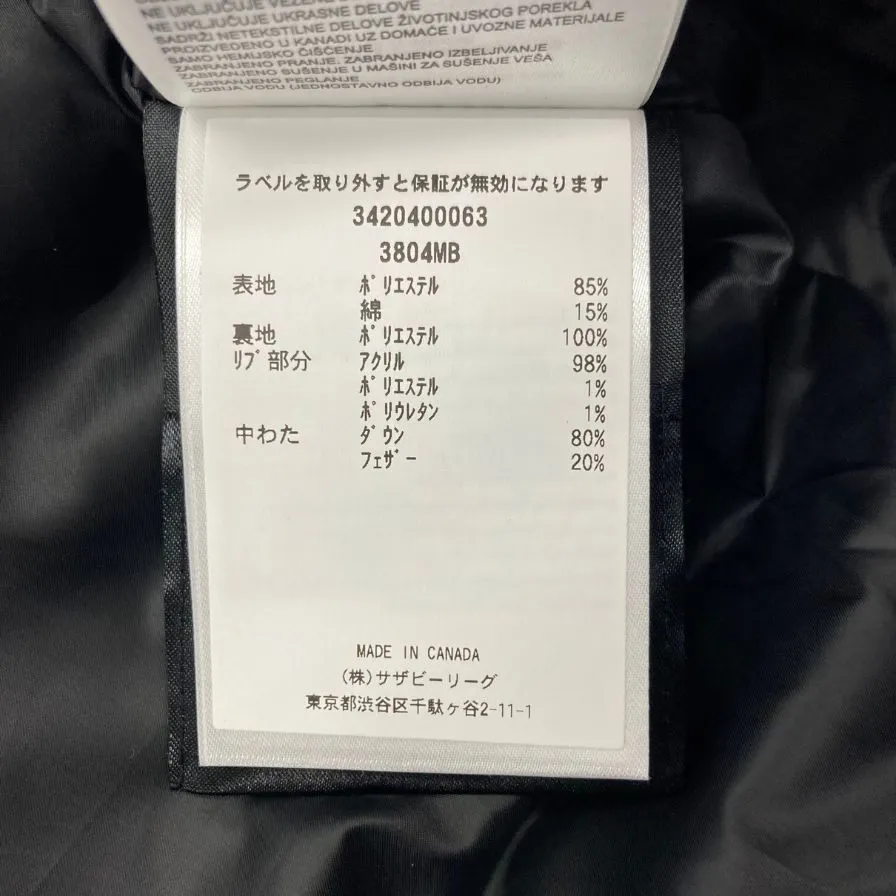 NE UKLJUČUJE UKRASNE DELOVE
SADRŽI NETEKSTILNE DELOVE ŽIVOTINJSKOG POREKLA
PROIZVEDENO U KANADI UZ DOMAĆE I UVOZNE MATERIJALE
SAMO HEMIJSKO ČIŠĆENJE
ZABRANJENO PRANJE. ZABRANJENO IZBELJIVANJE
ZABRANJENO SUŠENJE U MAŠINI ZA SUŠENJE VEŠA
ZABRANJENO PEGLANJE
ODBIJA VODU (JEDNOSTAVNO ODBIJA VODU)
ラベルを取り外すと保証が無効になります
3420400063
3804MB
表地 ポリエステル 85%
綿 15%
裏地 ポリエステル 100%
リブ部分 アクリル 98%
ポリエステル 1%
ポリウレタン 1%
中わた ダウン 80%
フェザー 20%
MADE IN CANADA
(株)サザビーリーグ
東京都渋谷区千駄ヶ谷2-11-1